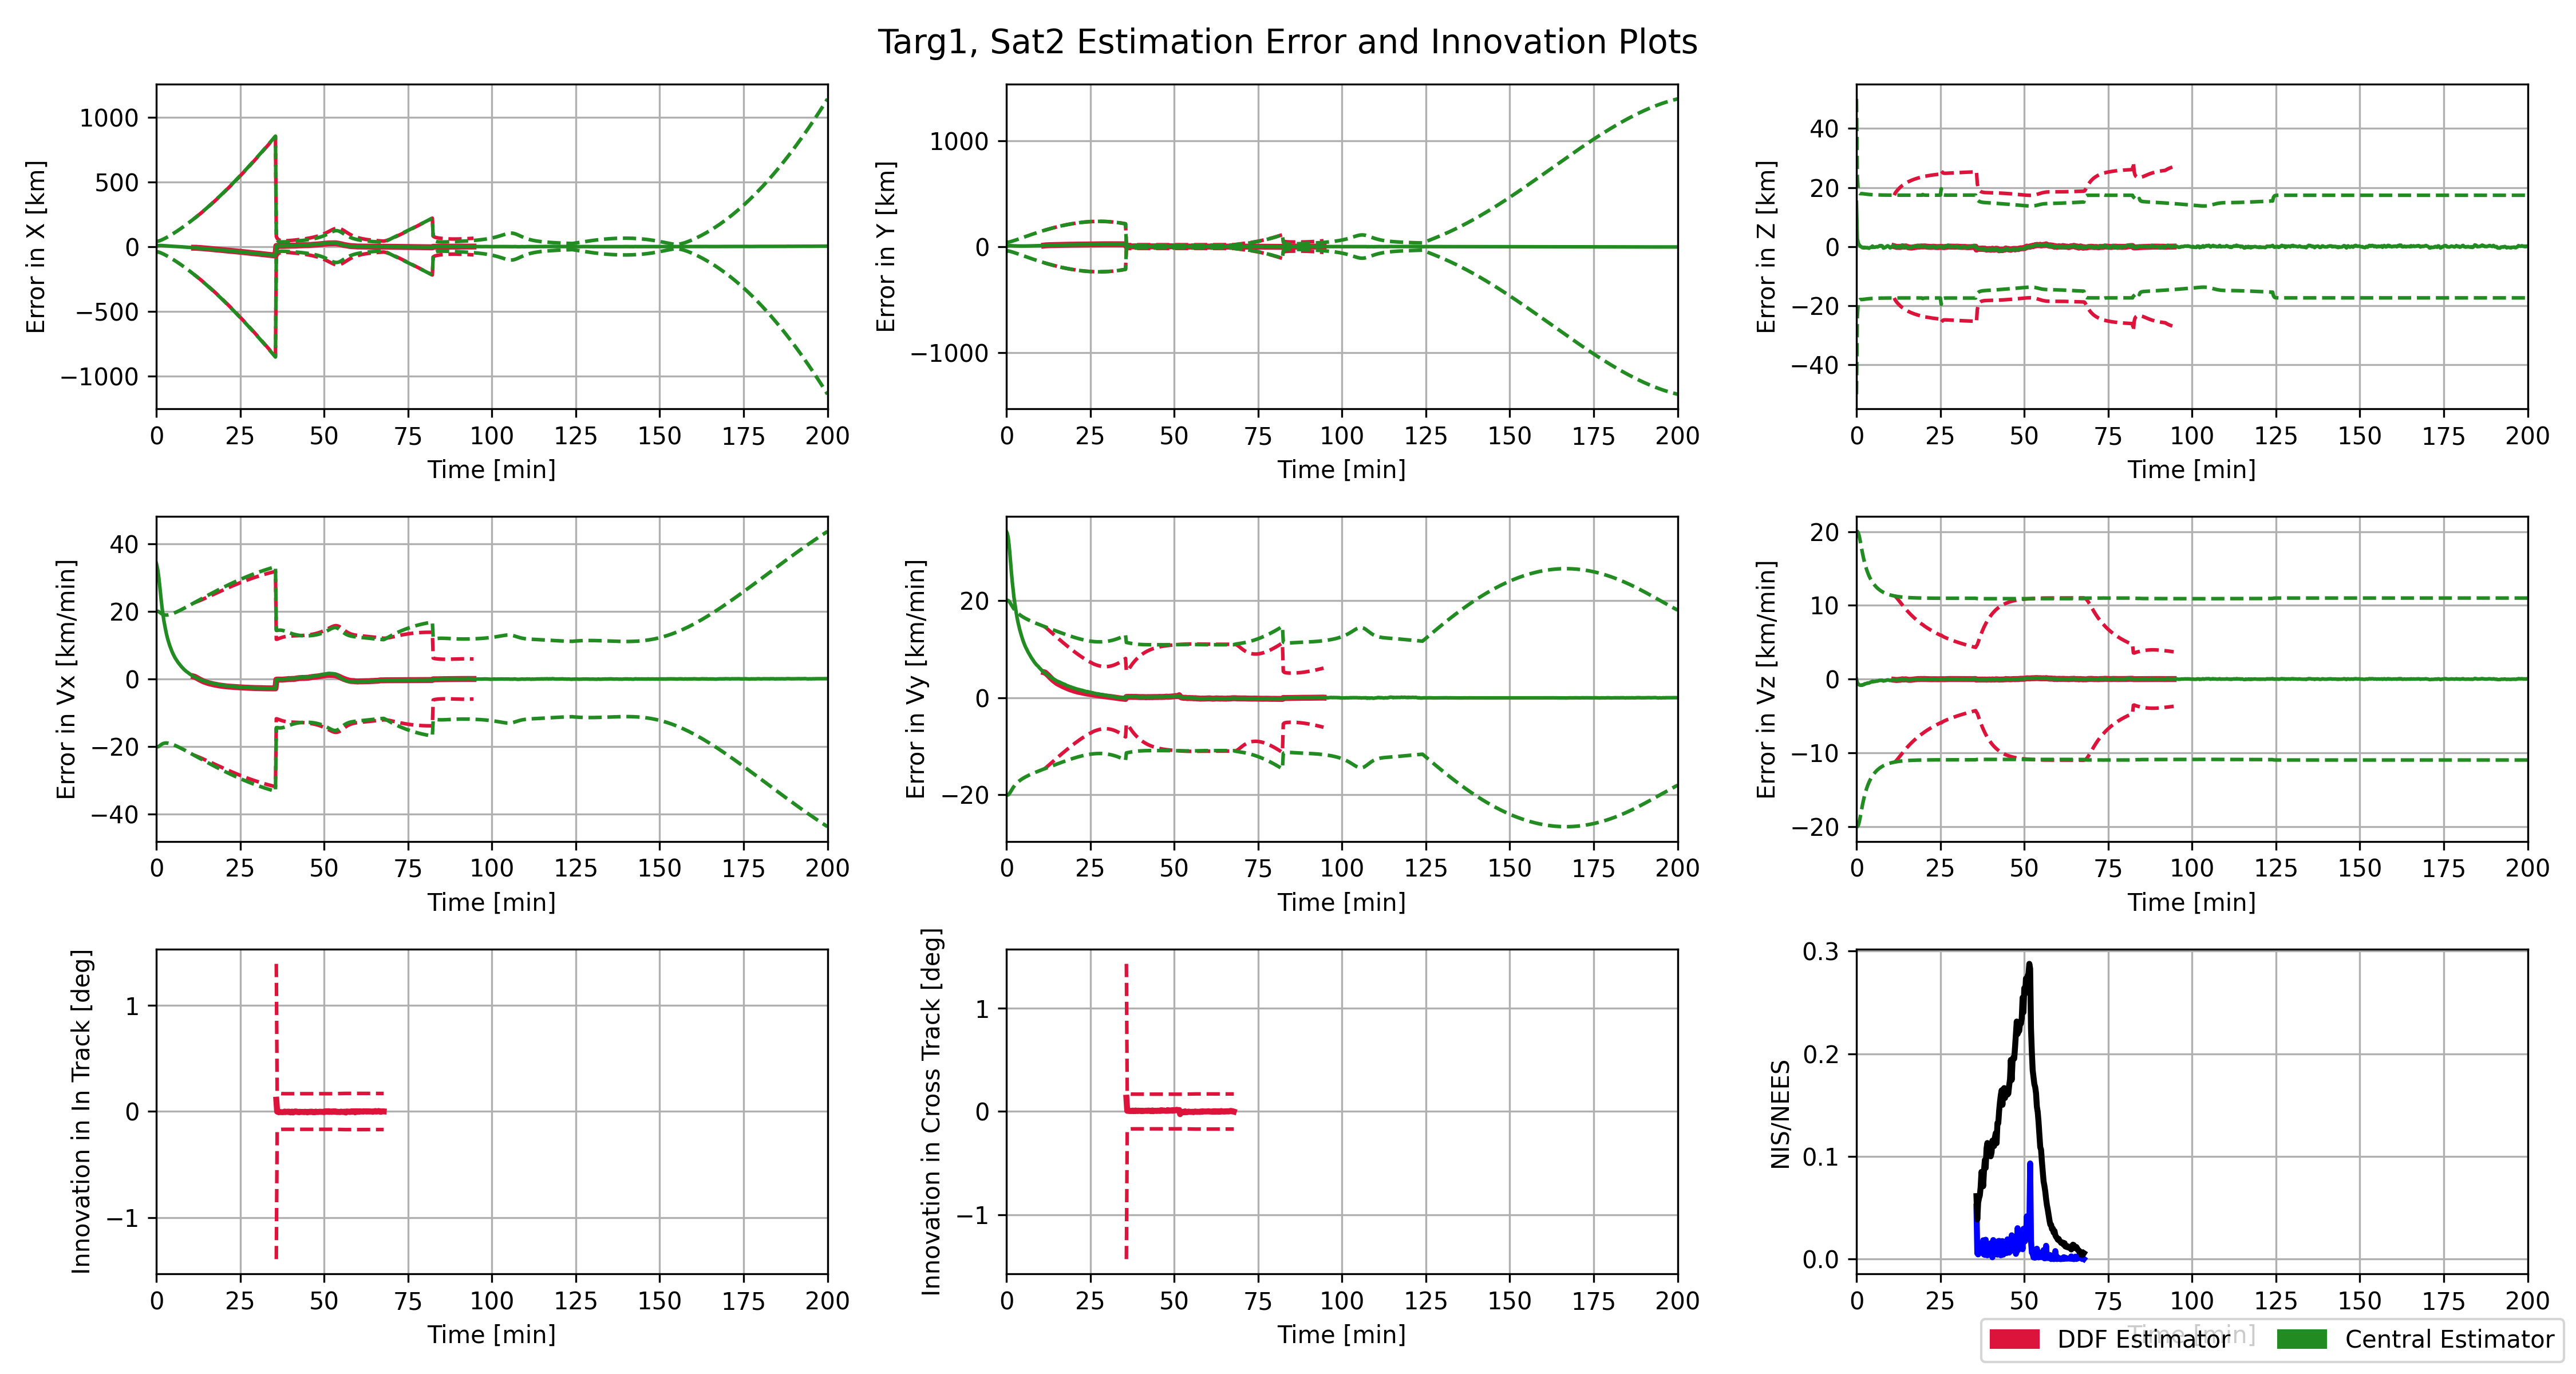 Targ1, Sat2 Estimation Error and Innovation Plots
Error in X [km]
1000
500
0
−500
−1000
0 25 50 75 100 125 150 175 200
Time [min]
Error in Y [km]
1000
0
−1000
0 25 50 75 100 125 150 175 200
Time [min]
Error in Z [km]
40
20
0
−20
−40
0 25 50 75 100 125 150 175 200
Time [min]
Error in Vx [km/min]
40
20
0
−20
−40
0 25 50 75 100 125 150 175 200
Time [min]
Error in Vy [km/min]
20
0
−20
0 25 50 75 100 125 150 175 200
Time [min]
Error in Vz [km/min]
20
10
0
−10
−20
0 25 50 75 100 125 150 175 200
Time [min]
Innovation in In Track [deg]
1
0
−1
0 25 50 75 100 125 150 175 200
Time [min]
Innovation in Cross Track [deg]
1
0
−1
0 25 50 75 100 125 150 175 200
Time [min]
NIS/NEES
0.3
0.2
0.1
0.0
0 25 50 75 100 125 150 175 200
Time [min]
DDF Estimator
Central Estimator